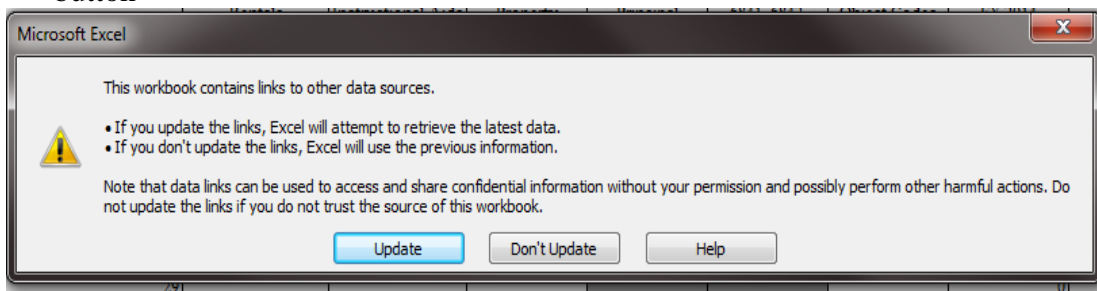 Microsoft Excel
X
This workbook contains links to other data sources.
• If you update the links, Excel will attempt to retrieve the latest data.
• If you don't update the links, Excel will use the previous information.
Note that data links can be used to access and share confidential information without your permission and possibly perform other harmful actions. Do
not update the links if you do not trust the source of this workbook.
Update Don't Update Help